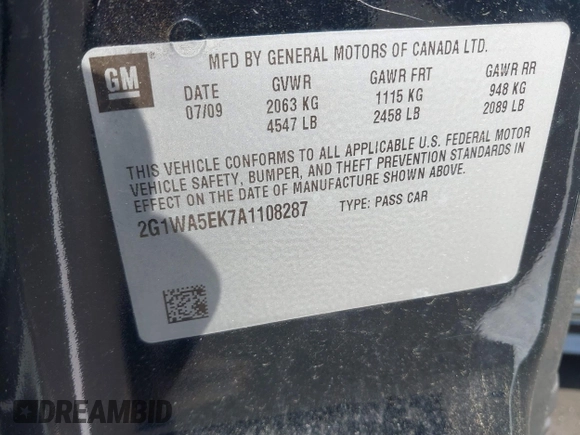 GM
MFD BY GENERAL MOTORS OF CANADA LTD.
DATE GVWR GAWR FRT GAWR RR
07/09 2063 KG 1115 KG 948 KG
4547 LB 2458 LB 2089 LB
THIS VEHICLE CONFORMS TO ALL APPLICABLE U.S. FEDERAL MOTOR
VEHICLE SAFETY, BUMPER, AND THEFT PREVENTION STANDARDS IN
EFFECT ON THE DATE OF MANUFACTURE SHOWN ABOVE.
2G1WA5EK7A1108287 TYPE: PASS CAR
DREAMBID